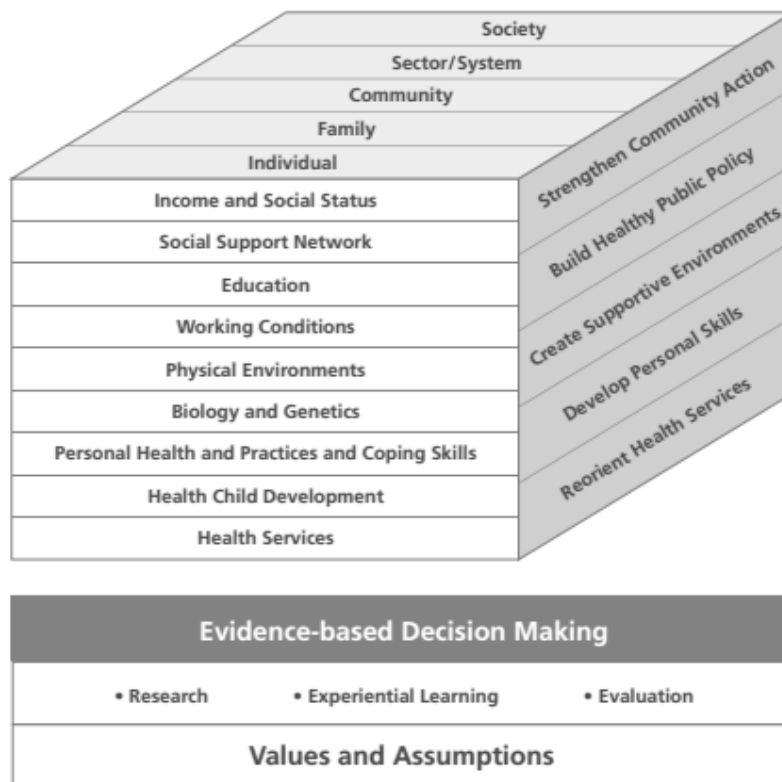 Society
Sector/System
Community
Family
Individual
Income and Social Status
Social Support Network
Education
Working Conditions
Physical Environments
Biology and Genetics
Personal Health and Practices and Coping Skills
Health Child Development
Health Services
Strengthen Community Action
Build Healthy Public Policy
Create Supportive Environments
Develop Personal Skills
Reorient Health Services
Evidence-based Decision Making
• Research • Experiential Learning • Evaluation
Values and Assumptions